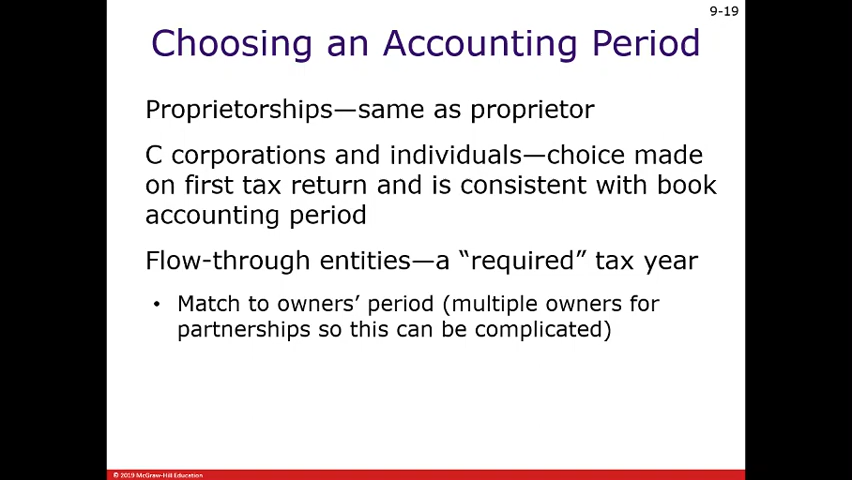 9-19
Choosing an Accounting Period
Proprietorships—same as proprietor
C corporations and individuals—choice made
on first tax return and is consistent with book
accounting period
Flow-through entities—a “required” tax year
• Match to owners’ period (multiple owners for
partnerships so this can be complicated)
© 2019 McGraw-Hill Education